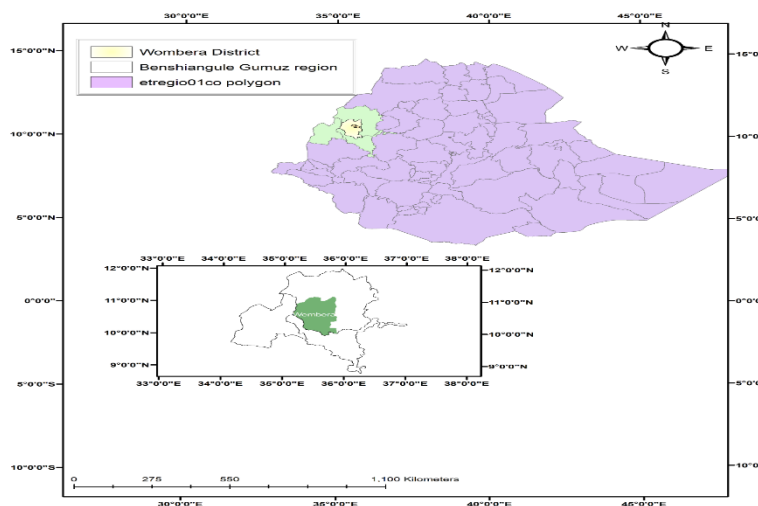 30°0'0"E 35°0'0"E 40°0'0"E 45°0'0"E
Wombera District
Benshiangule Gumuz region
etregio01co polygon
N
W E
S
15°0'0"N 15°0'0"N
10°0'0"N 10°0'0"N
5°0'0"N 5°0'0"N
33°0'0"E 34°0'0"E 35°0'0"E 36°0'0"E 37°0'0"E 38°0'0"E
12°0'0"N 12°0'0"N
11°0'0"N 11°0'0"N
Wombera
10°0'0"N 10°0'0"N
9°0'0"N 9°0'0"N
33°0'0"E 34°0'0"E 35°0'0"E 36°0'0"E 37°0'0"E 38°0'0"E
0°0'0" 0°0'0"
5°0'0"S 5°0'0"S
10°0'0"S 10°0'0"S
0 275 550 1,100 Kilometers
30°0'0"E 35°0'0"E 40°0'0"E 45°0'0"E